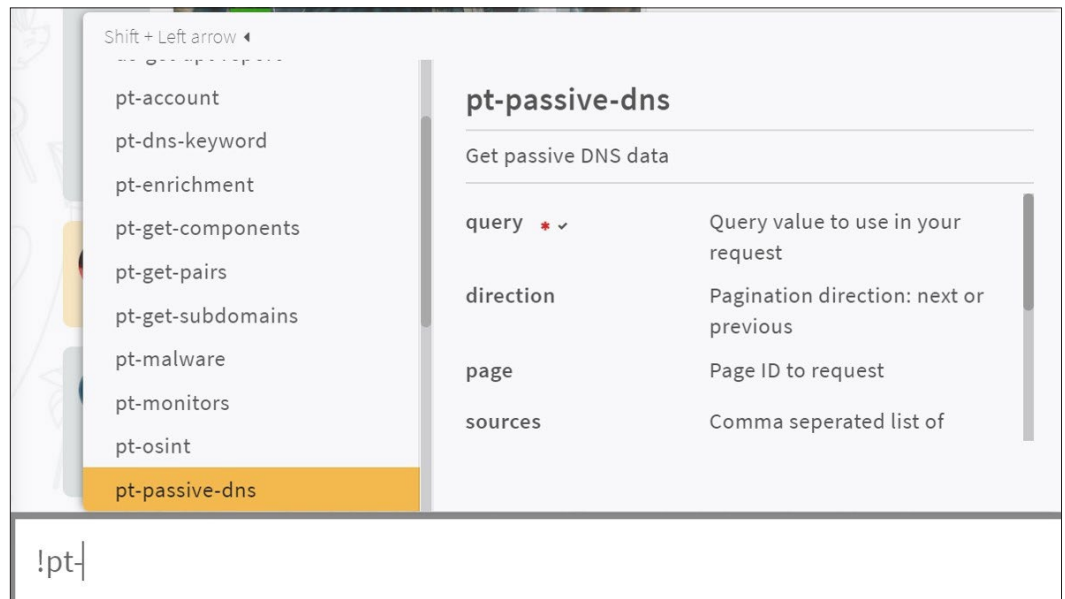 Shift + Left arrow
pt-account
pt-dns-keyword
pt-enrichment
pt-get-components
pt-get-pairs
pt-get-subdomains
pt-malware
pt-monitors
pt-osint
pt-passive-dns
pt-passive-dns
Get passive DNS data
query * Query value to use in your
request
direction Pagination direction: next or
previous
page Page ID to request
sources Comma seperated list of
!pt-